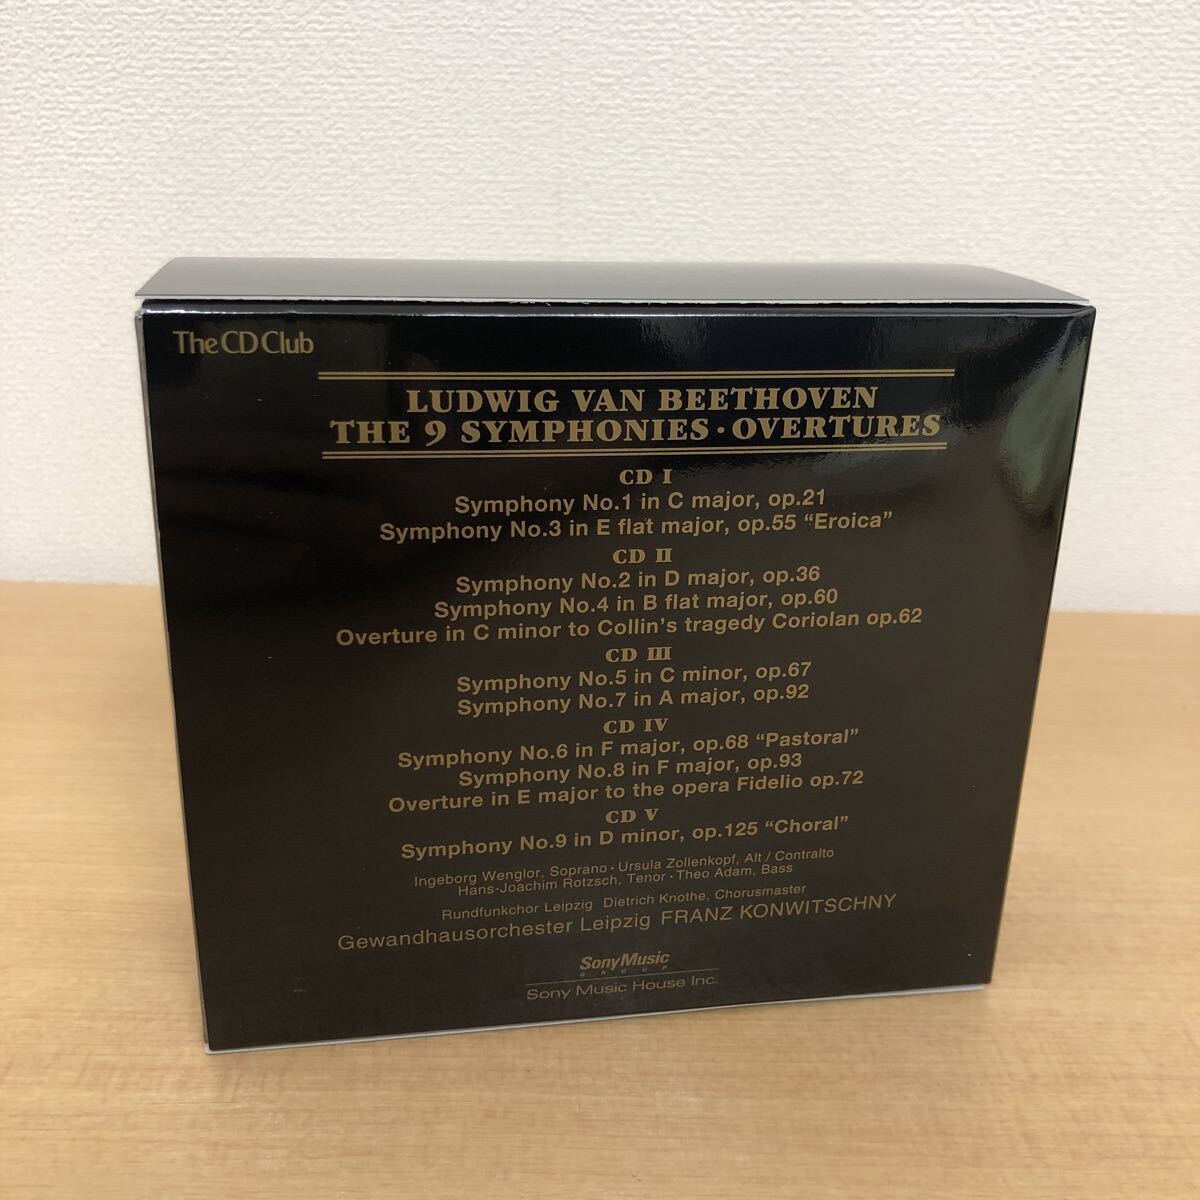 The CD Club
LUDWIG VAN BEETHOVEN
THE 9 SYMPHONIES · OVERTURES
CD I
Symphony No.1 in C major, op.21
Symphony No.3 in E flat major, op.55 “Eroica”
CD II
Symphony No.2 in D major, op.36
Symphony No.4 in B flat major, op.60
Overture in C minor to Collin's tragedy Coriolan op.62
CD III
Symphony No.5 in C minor, op.67
Symphony No.7 in A major, op.92
CD IV
Symphony No.6 in F major, op.68 “Pastoral”
Symphony No.8 in F major, op.93
Overture in E major to the opera Fidelio op.72
CD V
Symphony No.9 in D minor, op.125 “Choral”
Ingeborg Wenglor, Soprano · Ursula Zollenkopf, Alt / Contralto
Hans-Joachim Rotzsch, Tenor · Theo Adam, Bass
Rundfunkchor Leipzig Dietrich Knothe, Chorusmaster
Gewandhausorchester Leipzig FRANZ KONWITSCHNY
Sony Music
GROUP
Sony Music House Inc.